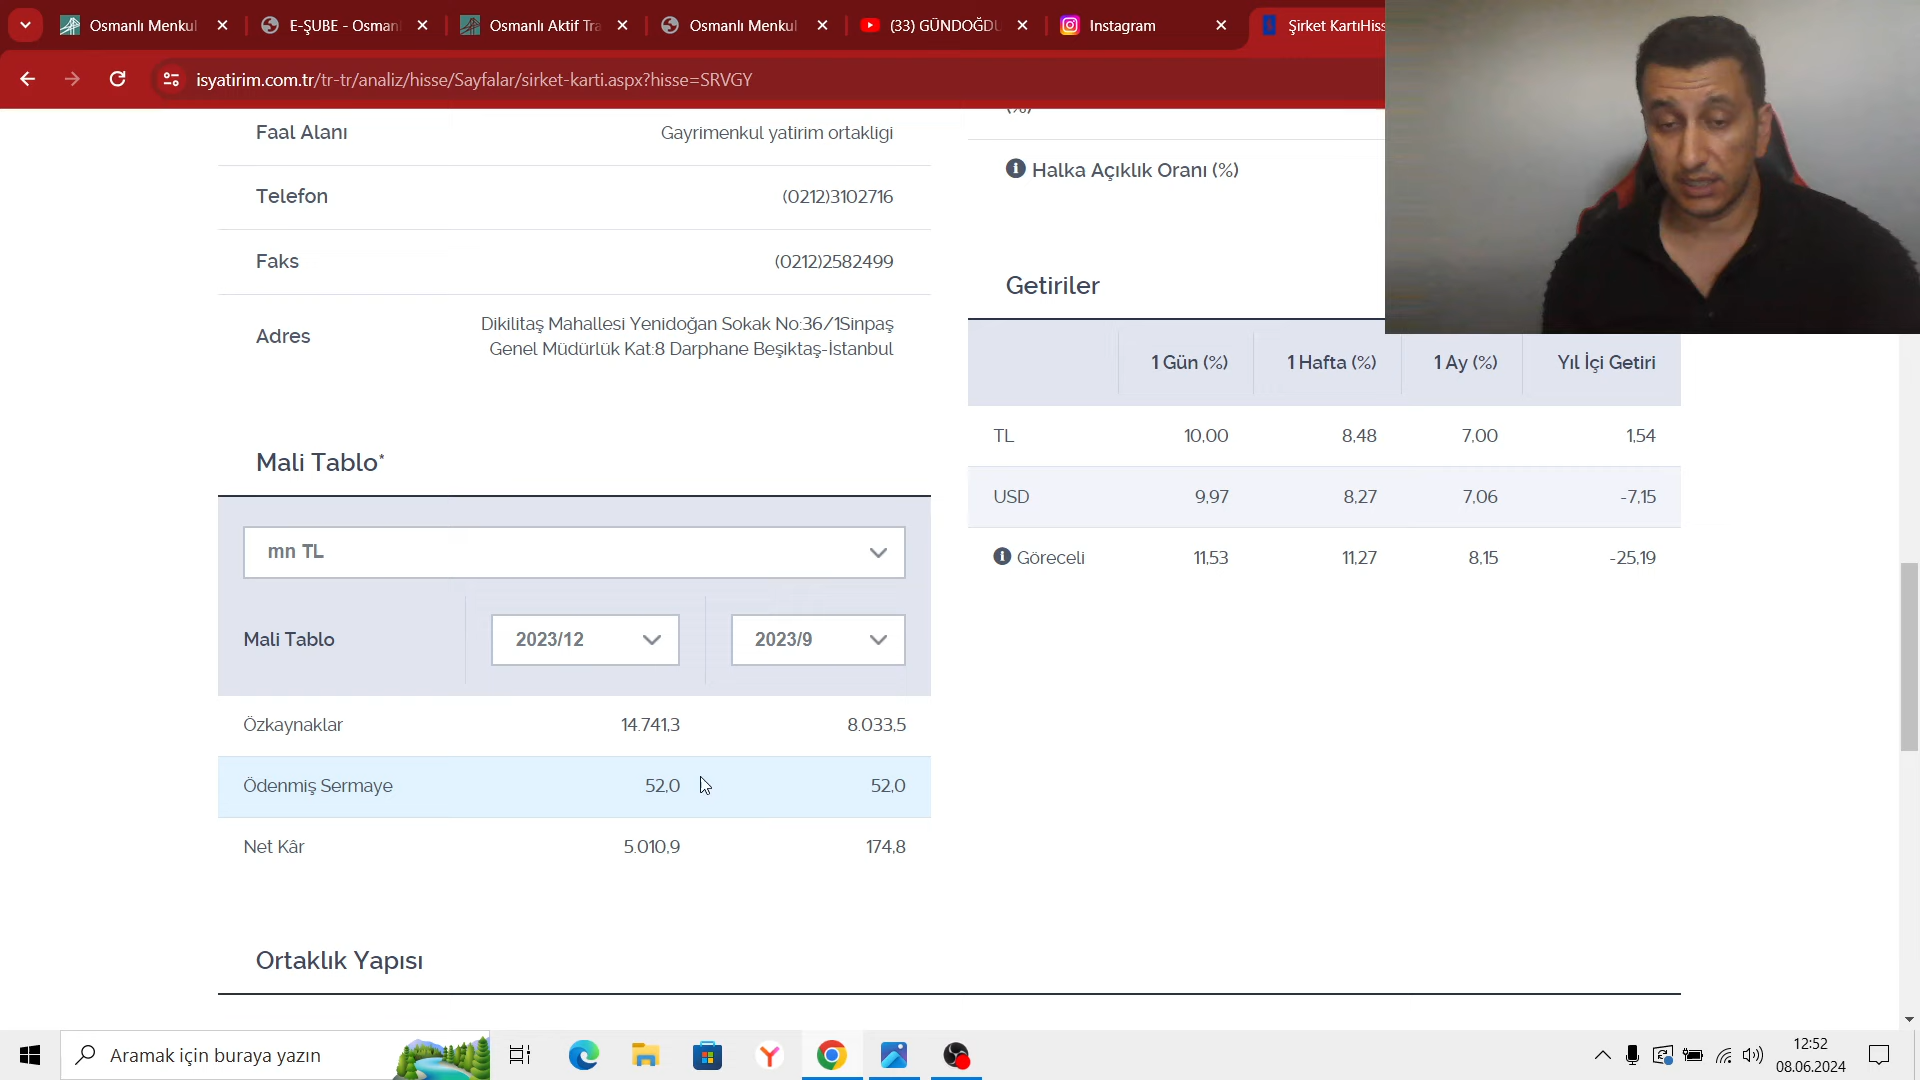 Osmanlı Menkul
E-ŞUBE - Osmanl
Osmanlı Aktif Tra
Osmanlı Menkul
(33) GÜNDOĞDU
Instagram
Şirket KartıHiss
isyatirim.com.tr/tr-tr/analiz/hisse/Sayfalar/sirket-karti.aspx?hisse=SRVGY
Faal Alanı Gayrimenkul yatirim ortakligi
Telefon (0212)3102716
Faks (0212)2582499
Adres Dikilitaş Mahallesi Yenidoğan Sokak No:36/1Sinpaş
Genel Müdürlük Kat:8 Darphane Beşiktaş-İstanbul
Mali Tablo*
mn TL
Mali Tablo 2023/12 2023/9
Özkaynaklar 14.741,3 8.033,5
Ödenmiş Sermaye 52,0 52,0
Net Kâr 5.010,9 174,8
(%)
Halka Açıklık Oranı (%)
Getiriler
1 Gün (%) 1 Hafta (%) 1 Ay (%) Yıl İçi Getiri
TL 10,00 8,48 7,00 1,54
USD 9,97 8,27 7,06 -7,15
Göreceli 11,53 11,27 8,15 -25,19
Ortaklık Yapısı
Aramak için buraya yazın
12:52
08.06.2024